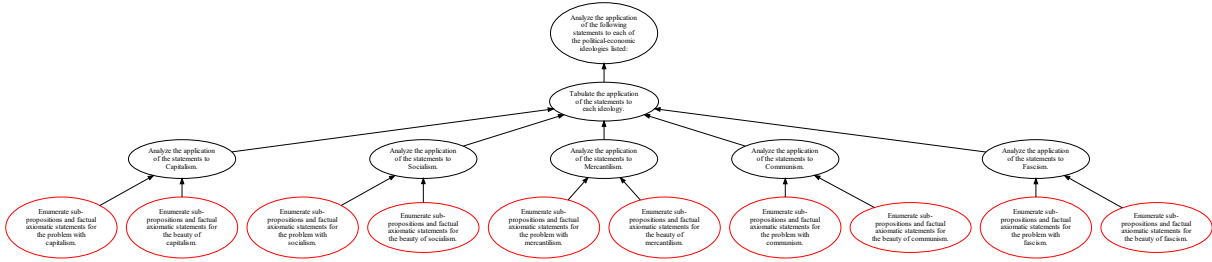 Analyze the application
of the following
statements to each of
the political-economic
ideologies listed:
Tabulate the application
of the statements to
each ideology.
Analyze the application
of the statements to
Capitalism.
Analyze the application
of the statements to
Socialism.
Analyze the application
of the statements to
Mercantilism.
Analyze the application
of the statements to
Communism.
Analyze the application
of the statements to
Fascism.
Enumerate sub-
propositions and factual
axiomatic statements for
the problem with
capitalism.
Enumerate sub-
propositions and factual
axiomatic statements for
the beauty of
capitalism.
Enumerate sub-
propositions and factual
axiomatic statements for
the problem with
socialism.
Enumerate sub-
propositions and factual
axiomatic statements for
the beauty of socialism.
Enumerate sub-
propositions and factual
axiomatic statements for
the problem with
mercantilism.
Enumerate sub-
propositions and factual
axiomatic statements for
the beauty of
mercantilism.
Enumerate sub-
propositions and factual
axiomatic statements for
the problem with
communism.
Enumerate sub-
propositions and factual
axiomatic statements for
the beauty of communism.
Enumerate sub-
propositions and factual
axiomatic statements for
the problem with
fascism.
Enumerate sub-
propositions and factual
axiomatic statements for
the beauty of fascism.